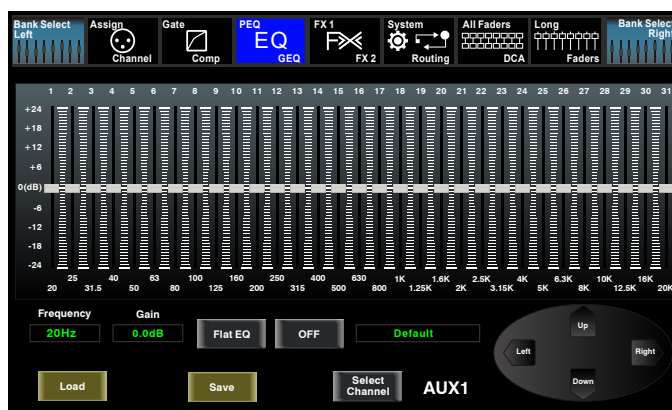 Bank Select
Left
Assign
Channel
Gate
Comp
PEQ
EQ
GEQ
FX 1
FX 2
System
Routing
All Faders
DCA
Long
Faders
Bank Select
Right
1 2 3 4 5 6 7 8 9 10 11 12 13 14 15 16 17 18 19 20 21 22 23 24 25 26 27 28 29 30 31
+24
+18
+12
+6
0(dB)
-6
-12
-18
-24
25 40 63 100 160 250 400 630 1K 1.6K 2.5K 4K 6.3K 10K 16K
20 31.5 50 80 125 200 315 500 800 1.25K 2K 3.15K 5K 8K 12.5K 20K
Frequency Gain
20Hz 0.0dB Flat EQ OFF Default
Up
Left Right
Down
Load Save Select
Channel AUX1